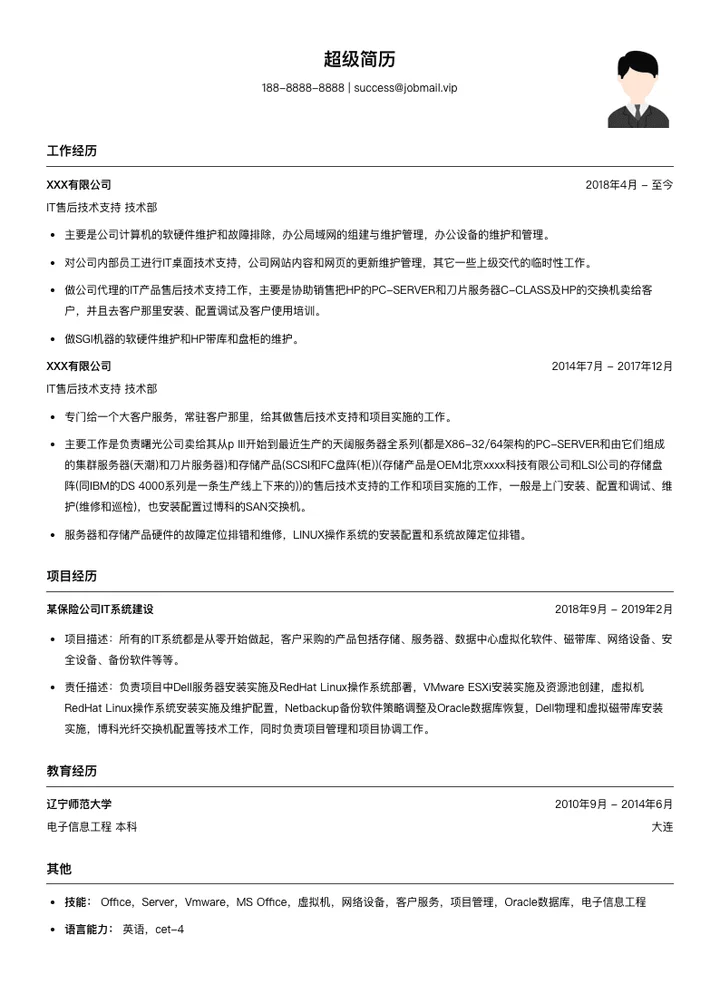 超级简历
188-8888-8888 | success@jobmail.vip
工作经历
XXX有限公司 2018年4月 – 至今
IT售后技术支持 技术部
• 主要是公司计算机的软硬件维护和故障排除，办公局域网的组建与维护管理，办公设备的维护和管理。
• 对公司内部员工进行IT桌面技术支持，公司网站内容和网页的更新维护管理，其它一些上级交代的临时性工作。
• 做公司代理的IT产品售后技术支持工作，主要是协助销售把HP的PC-SERVER和刀片服务器C-CLASS及HP的交换机卖给客
户，并且去客户那里安装、配置调试及客户使用培训。
• 做SGI机器的软硬件维护和HP带库和盘柜的维护。
XXX有限公司 2014年7月 – 2017年12月
IT售后技术支持 技术部
• 专门给一个大客户服务，常驻客户那里，给其做售后技术支持和项目实施的工作。
• 主要工作是负责曙光公司卖给其从p III开始到最近生产的天阔服务器全系列(都是X86-32/64架构的PC-SERVER和由它们组成
的集群服务器(天潮)和刀片服务器)和存储产品(SCSI和FC盘阵(柜))(存储产品是OEM北京xxxx科技有限公司和LSI公司的存储盘
阵(同IBM的DS 4000系列是一条生产线上下来的))的售后技术支持的工作和项目实施的工作，一般是上门安装、配置和调试、维
护(维修和巡检)，也安装配置过博科的SAN交换机。
• 服务器和存储产品硬件的故障定位排错和维修，LINUX操作系统的安装配置和系统故障定位排错。
项目经历
某保险公司IT系统建设 2018年9月 – 2019年2月
• 项目描述：所有的IT系统都是从零开始做起，客户采购的产品包括存储、服务器、数据中心虚拟化软件、磁带库、网络设备、安
全设备、备份软件等等。
• 责任描述：负责项目中Dell服务器安装实施及RedHat Linux操作系统部署，VMware ESXi安装实施及资源池创建，虚拟机
RedHat Linux操作系统安装实施及维护配置，Netbackup备份软件策略调整及Oracle数据库恢复，Dell物理和虚拟磁带库安装
实施，博科光纤交换机配置等技术工作，同时负责项目管理和项目协调工作。
教育经历
辽宁师范大学 2010年9月 – 2014年6月
电子信息工程 本科 大连
其他
• 技能： Office，Server，Vmware，MS Office，虚拟机，网络设备，客户服务，项目管理，Oracle数据库，电子信息工程
• 语言能力： 英语，cet-4